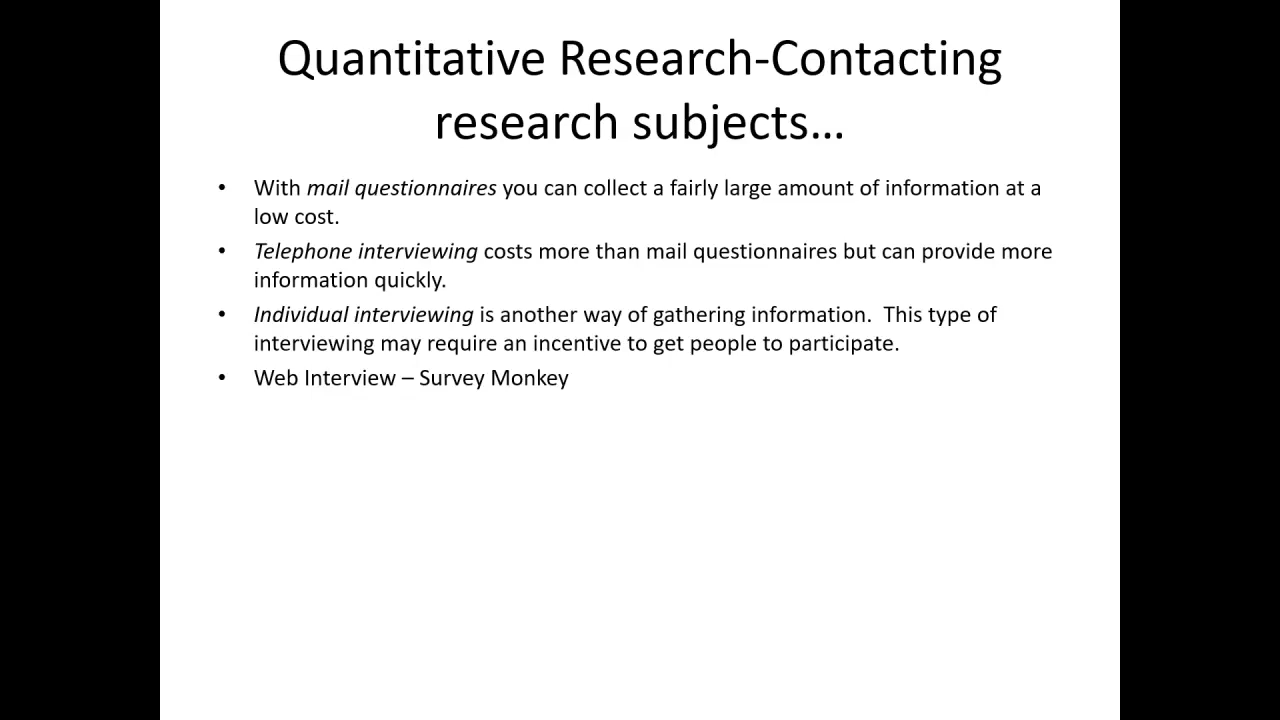 Quantitative Research-Contacting
research subjects…
• With mail questionnaires you can collect a fairly large amount of information at a
low cost.
• Telephone interviewing costs more than mail questionnaires but can provide more
information quickly.
• Individual interviewing is another way of gathering information.  This type of
interviewing may require an incentive to get people to participate.
• Web Interview – Survey Monkey